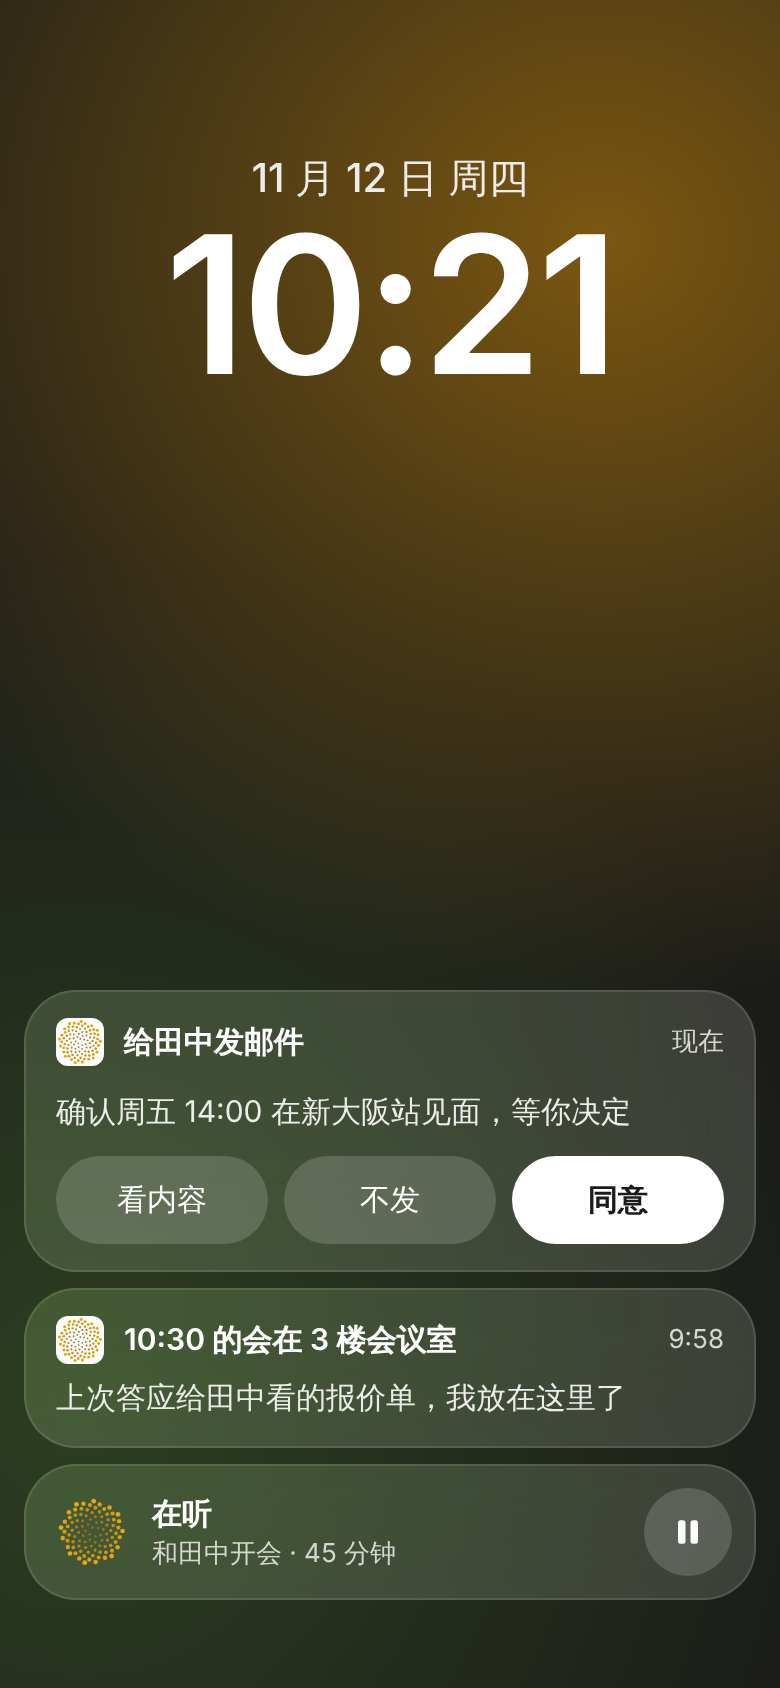 11 月 12 日 周四
10:21
给田中发邮件
现在
确认周五 14:00 在新大阪站见面，等你决定
看内容
不发
同意
10:30 的会在 3 楼会议室
9:58
上次答应给田中看的报价单，我放在这里了
在听
和田中开会 · 45 分钟